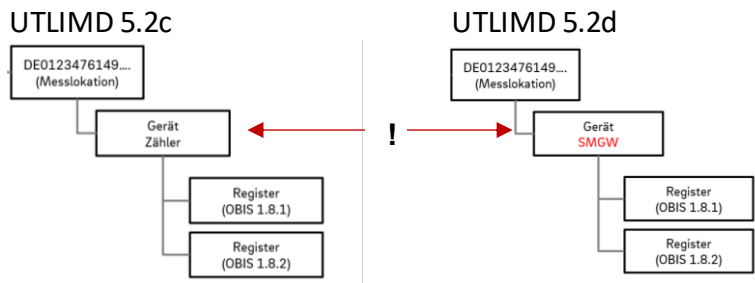 UTLIMD 5.2c
DE0123476149....
(Messlokation)
Gerät
Zähler
Register
(OBIS 1.8.1)
Register
(OBIS 1.8.2)
!
UTLIMD 5.2d
DE0123476149....
(Messlokation)
Gerät
SMGW
Register
(OBIS 1.8.1)
Register
(OBIS 1.8.2)